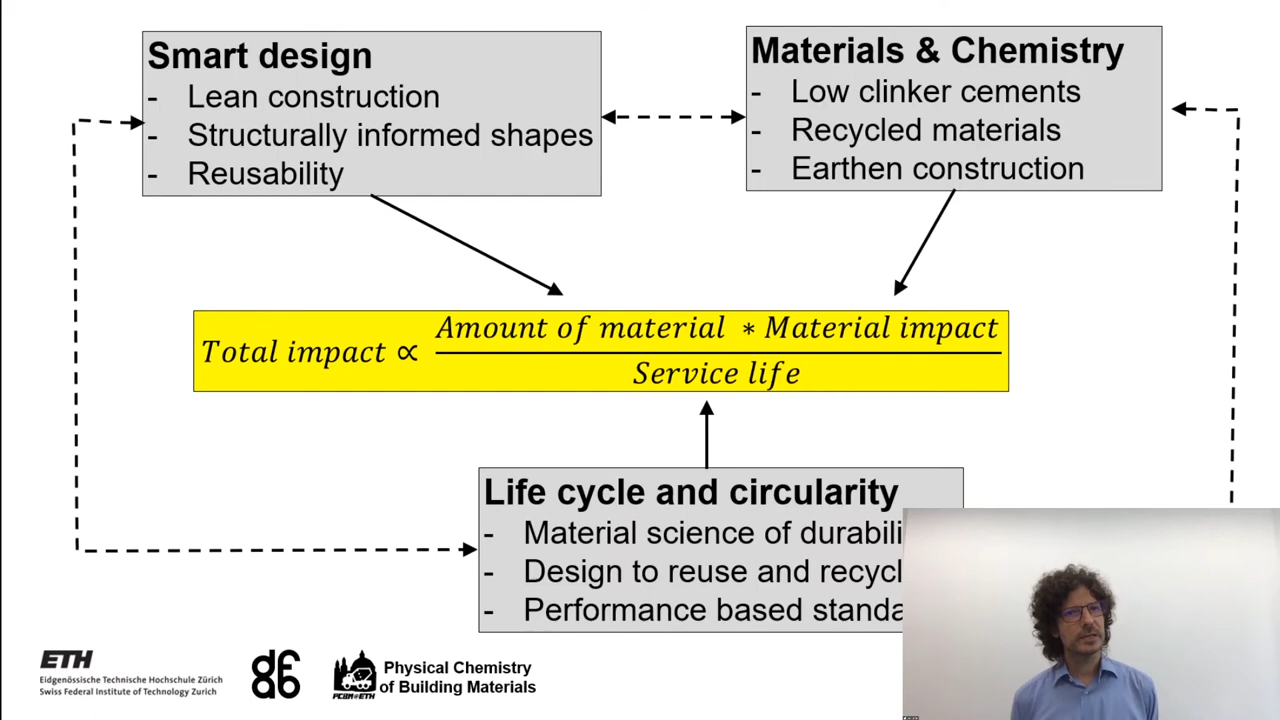 Smart design
- Lean construction
- Structurally informed shapes
- Reusability
Materials & Chemistry
- Low clinker cements
- Recycled materials
- Earthen construction
Total impact ∝ Amount of material * Material impact
Service life
Life cycle and circularity
- Material science of durabili
- Design to reuse and recycl
- Performance based standa
ETH
Eidgenössische Technische Hochschule Zürich
Swiss Federal Institute of Technology Zurich
dfab
PCBM@ETH
Physical Chemistry
of Building Materials